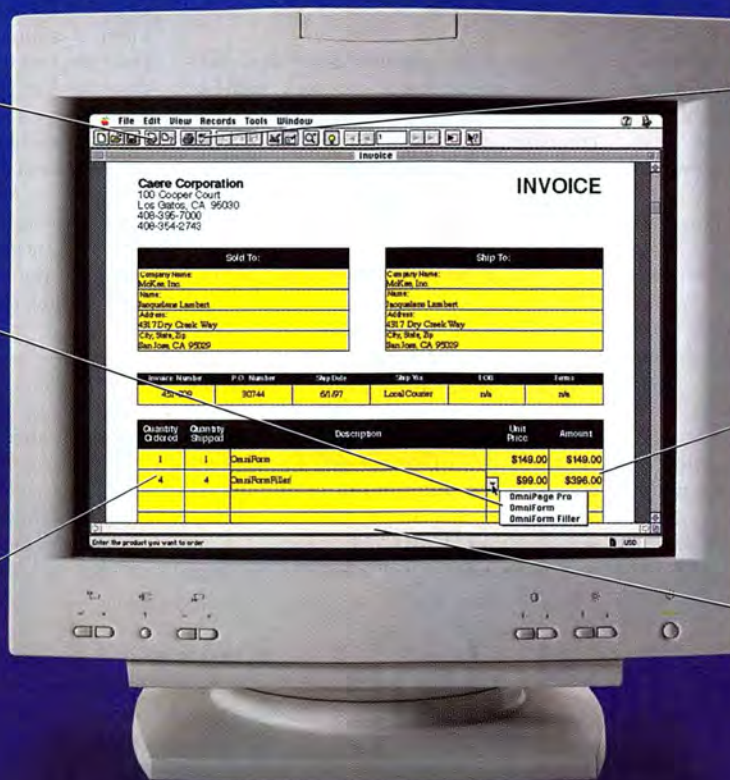 File Edit View Records Tools Window
1
Invoice
Caere Corporation
100 Cooper Court
Los Gatos, CA 95030
408-395-7000
408-354-2743
INVOICE
Sold To:
Ship To:
Company Name:
McKee, Inc.
Company Name:
McKee, Inc.
Name:
Jacquelene Lambert
Name:
Jacquelene Lambert
Address:
4317 Dry Creek Way
Address:
4317 Dry Creek Way
City, State, Zip
San Jose, CA 95029
City, State, Zip
San Jose, CA 95029
Invoice Number P.O. Number Ship Date Ship Via FOB Terms
30744 6/1/97 Local Courier n/a n/a
Quantity Ordered Quantity Shipped Description Unit Price Amount
1 1 OmniForm $149.00 $149.00
4 4 OmniForm Filler $99.00 $396.00
OmniPage Pro
OmniForm
OmniForm Filler
Enter the product you want to order USD